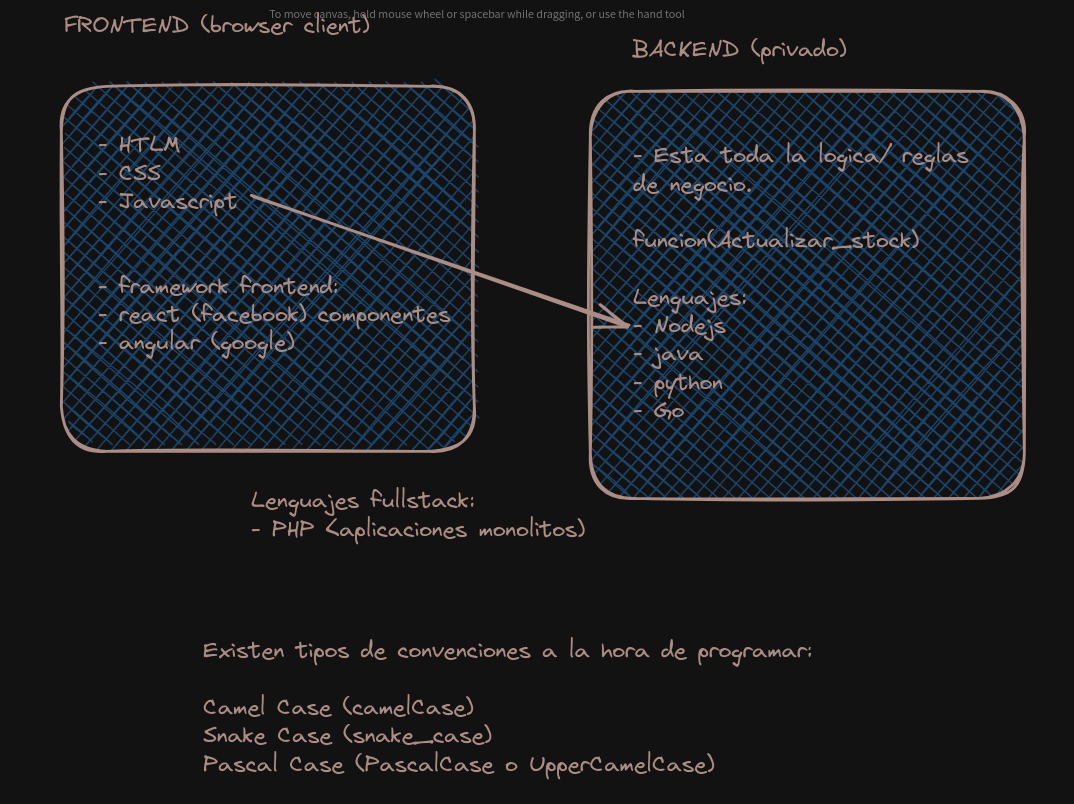 To move canvas, hold mouse wheel or spacebar while dragging, or use the hand tool
FRONTEND (browser client)
- HTLM
- CSS
- Javascript
- framework frontend:
- react (facebook) componentes
- angular (google)
BACKEND (privado)
- Esta toda la logica/ reglas
de negocio.
funcion(Actualizar_stock)
Lenguajes:
- Nodejs
- java
- python
- Go
Lenguajes fullstack:
- PHP (aplicaciones monolitos)
Existen tipos de convenciones a la hora de programar:
Camel Case (camelCase)
Snake Case (snake_case)
Pascal Case (PascalCase o UpperCamelCase)